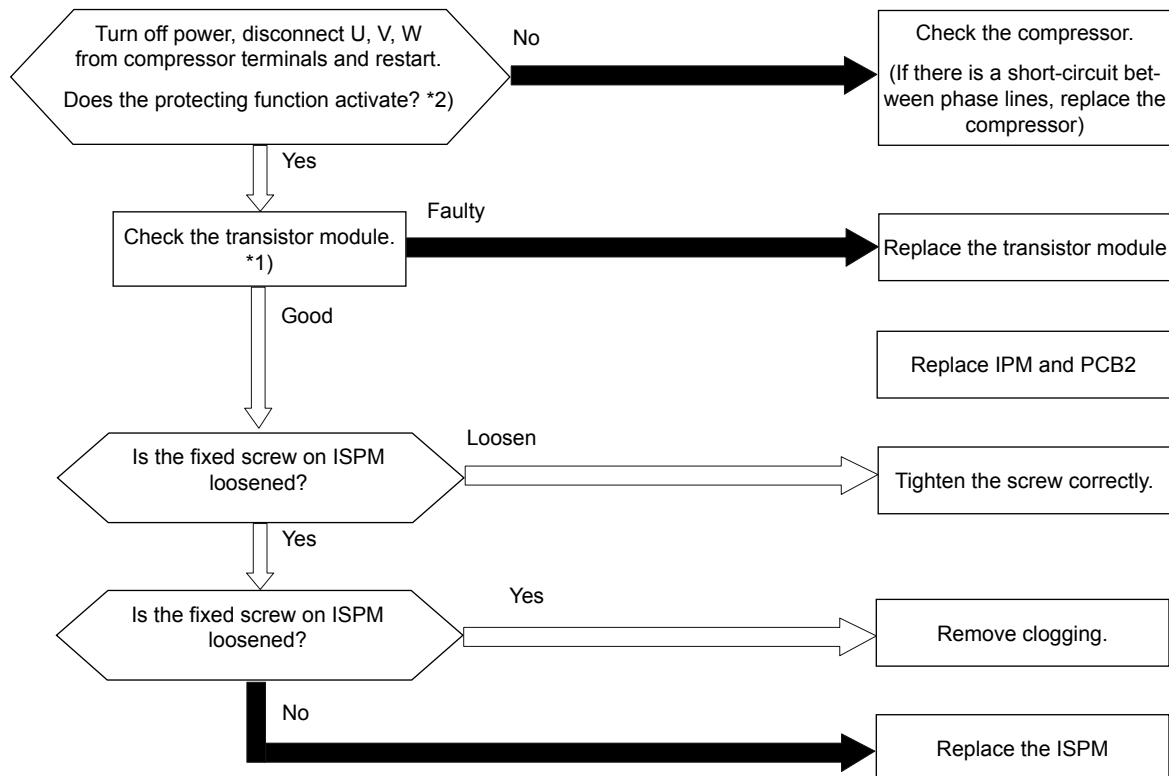 Turn off power, disconnect U, V, W
from compressor terminals and restart.
Does the protecting function activate? *2)
No
Check the compressor.
(If there is a short-circuit bet-
ween phase lines, replace the
compressor)
Yes
Check the transistor module.
*1)
Faulty
Replace the transistor module
Good
Replace IPM and PCB2
Is the fixed screw on ISPM
loosened?
Loosen
Tighten the screw correctly.
Yes
Is the fixed screw on ISPM
loosened?
Yes
Remove clogging.
No
Replace the ISPM